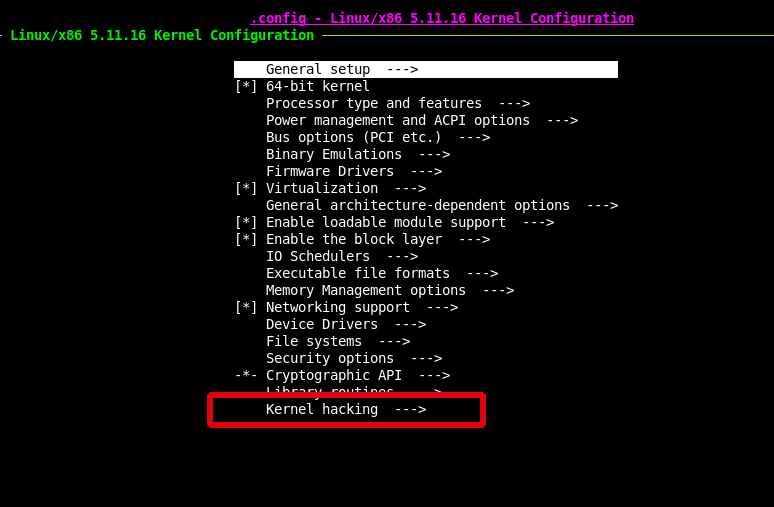 .config - Linux/x86 5.11.16 Kernel Configuration
Linux/x86 5.11.16 Kernel Configuration
General setup  --->
[*] 64-bit kernel
Processor type and features  --->
Power management and ACPI options  --->
Bus options (PCI etc.)  --->
Binary Emulations  --->
Firmware Drivers  --->
[*] Virtualization  --->
General architecture-dependent options  --->
[*] Enable loadable module support  --->
[*] Enable the block layer  --->
IO Schedulers  --->
Executable file formats  --->
Memory Management options  --->
[*] Networking support  --->
Device Drivers  --->
File systems  --->
Security options  --->
-*- Cryptographic API  --->
Library routines  --->
Kernel hacking  --->